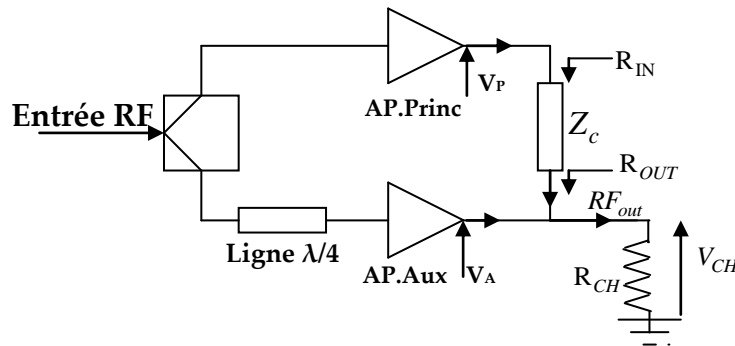 AP.Princ
V_P
R_IN
Z_c
R_OUT
Entrée RF
Ligne λ/4
AP.Aux
V_A
RF_out
R_CH
V_CH